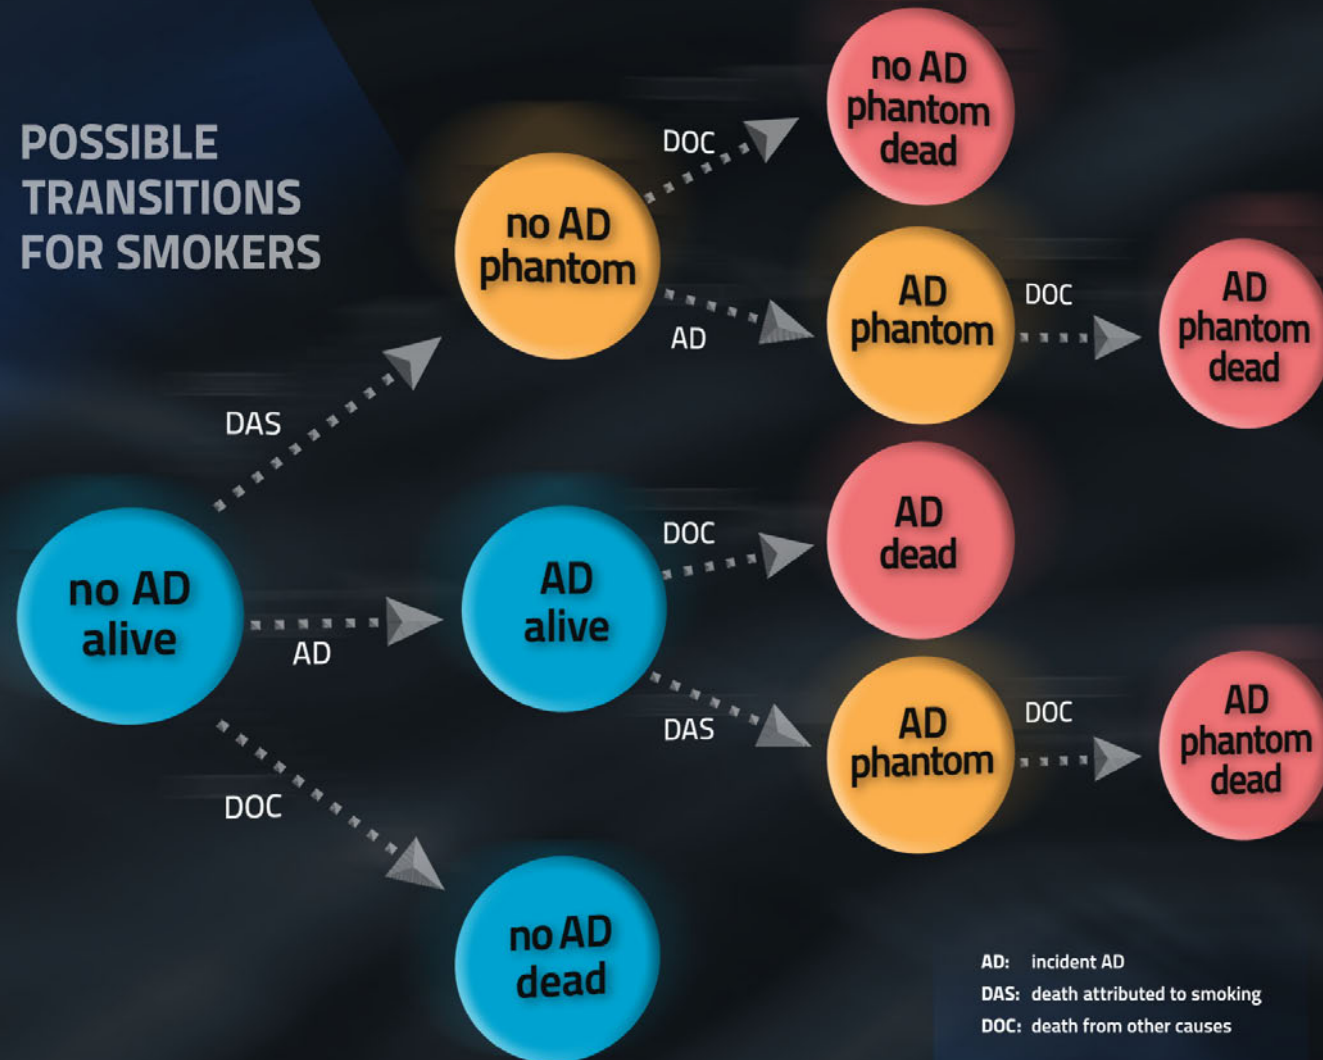 POSSIBLE
TRANSITIONS
FOR SMOKERS
no AD
alive
DAS
AD
DOC
no AD
phantom
AD
alive
no AD
dead
DOC
AD
DOC
DAS
no AD
phantom
dead
AD
phantom
AD
dead
AD
phantom
DOC
DOC
AD
phantom
dead
AD
phantom
dead
AD: incident AD
DAS: death attributed to smoking
DOC: death from other causes